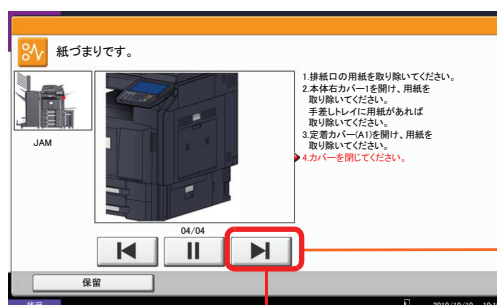 紙づまりです。
JAM
1.排紙口の用紙を取り除いてください。
2.本体右カバー1を開け、用紙を
取り除いてください。
手差しトレイに用紙があれば
取り除いてください。
3.定着カバー(A1)を開け、用紙を
取り除いてください。
4.カバーを閉じてください。
04/04
保留